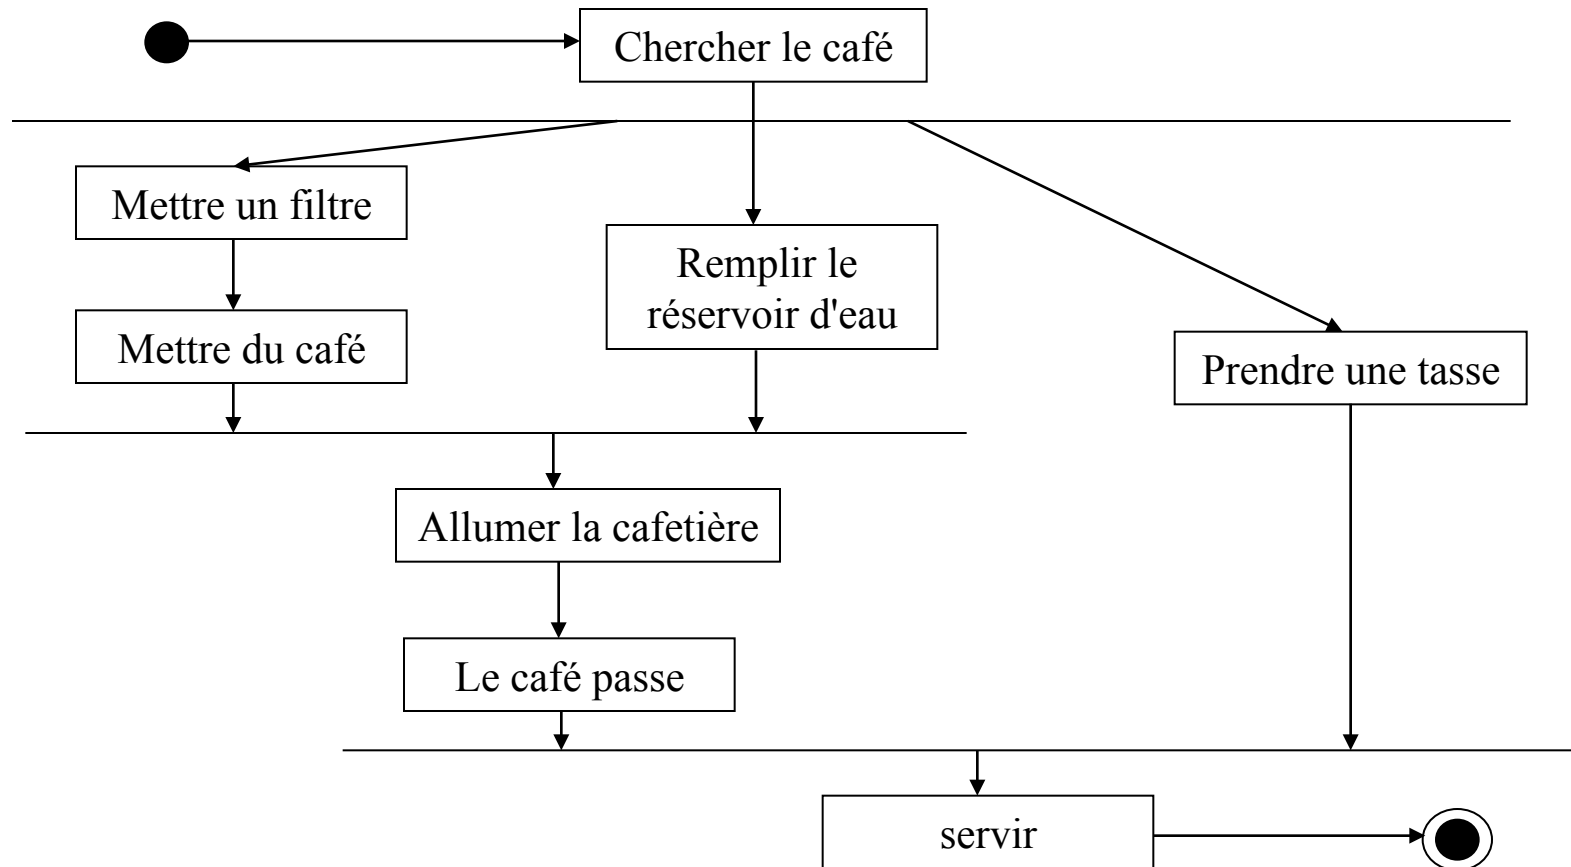 Chercher le café
Mettre un filtre
Remplir le
réservoir d'eau
Mettre du café
Prendre une tasse
Allumer la cafetière
Le café passe
servir